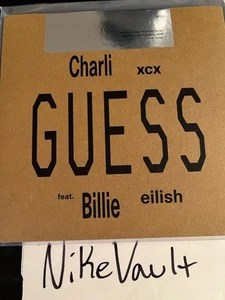 Charli xcx
GUESS
feat. Billie eilish
NikeVault